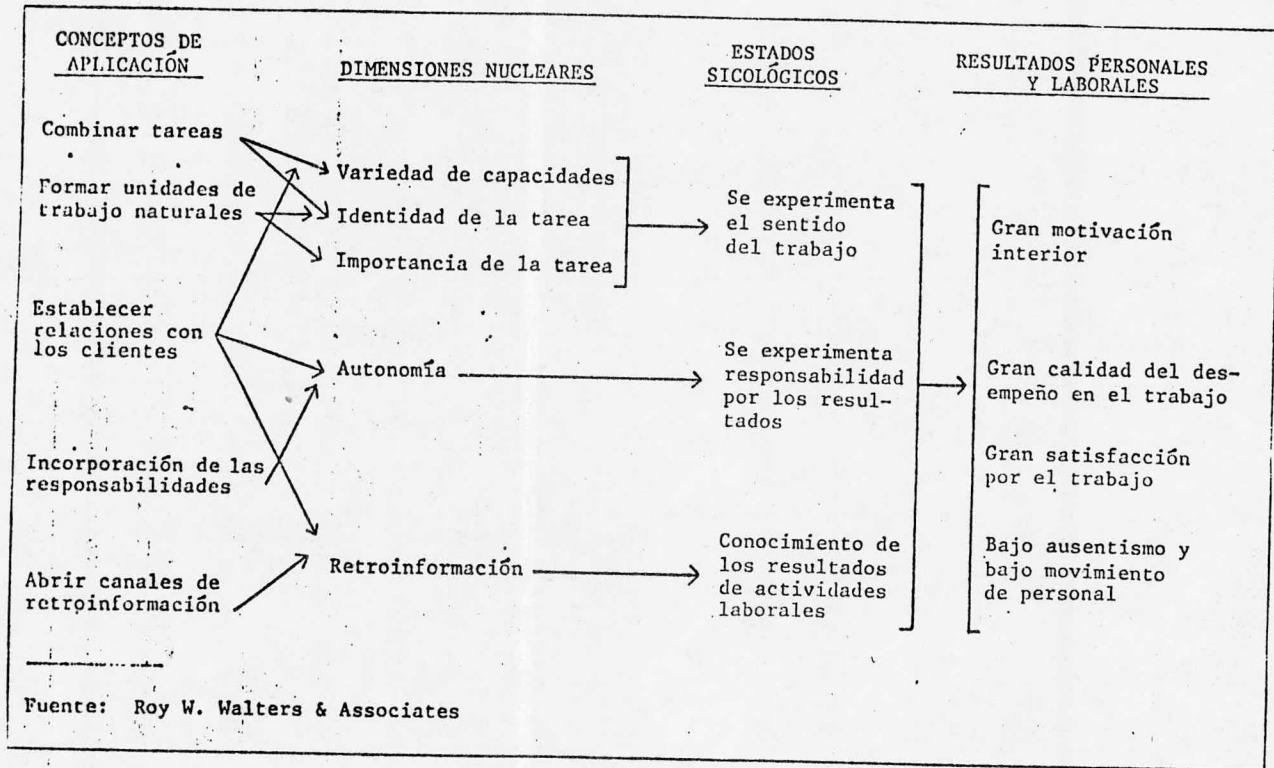 CONCEPTOS DE
APLICACIÓN
DIMENSIONES NUCLEARES
ESTADOS
SICOLÓGICOS
RESULTADOS PERSONALES
Y LABORALES
Combinar tareas
Formar unidades de
trabajo naturales
Establecer
relaciones con
los clientes
Incorporación de las
responsabilidades
Abrir canales de
retroinformación
Variedad de capacidades
Identidad de la tarea
Importancia de la tarea
Autonomía
Retroinformación
Se experimenta
el sentido
del trabajo
Se experimenta
responsabilidad
por los resul-
tados
Conocimiento de
los resultados
de actividades
laborales
Gran motivación
interior
Gran calidad del des-
empeño en el trabajo
Gran satisfacción
por el trabajo
Bajo ausentismo y
bajo movimiento
de personal
Fuente: Roy W. Walters & Associates